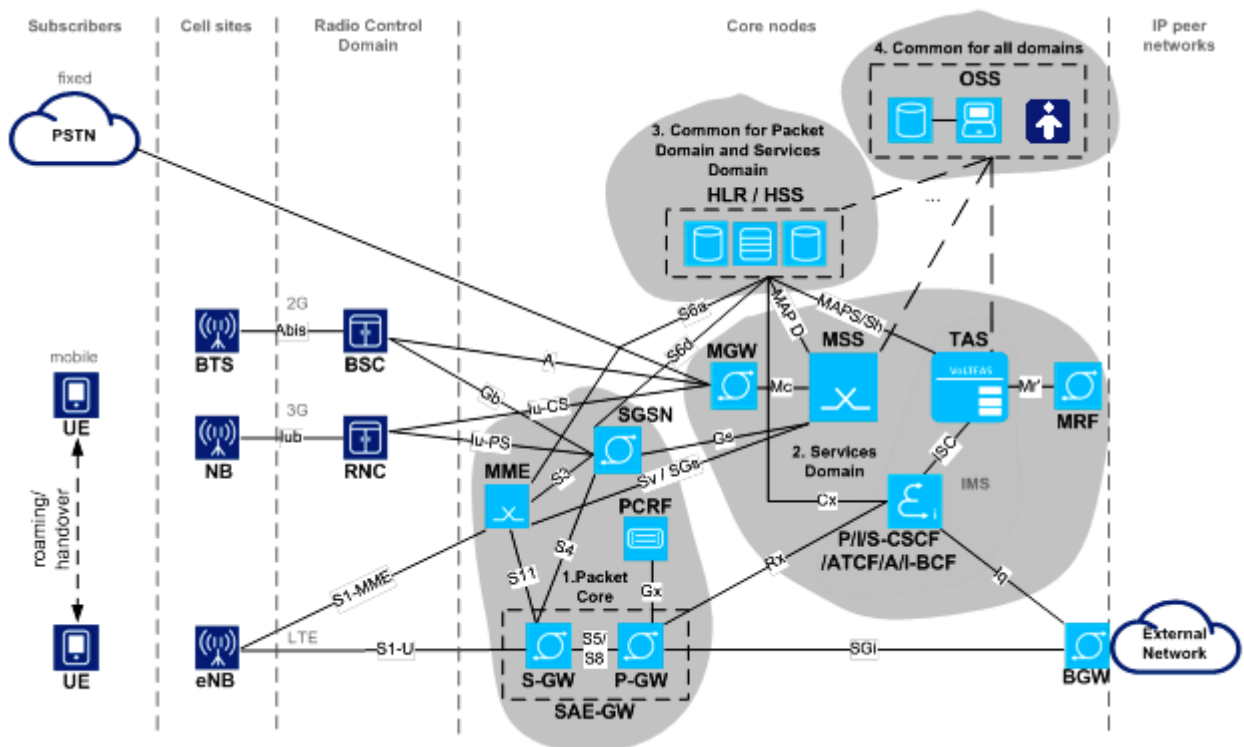 Subscribers
Cell sites
Radio Control
Domain
Core nodes
IP peer
networks
4. Common for all domains
OSS
fixed
PSTN
3. Common for Packet
Domain and Services
Domain
HLR / HSS
...
S6a
S6d
MAP D
MAPS/Sh
2G
Abis
BTS
BSC
A
Gb
mobile
UE
3G
Iub
NB
RNC
Iu-CS
Iu-PS
MGW
Mc
MSS
TAS
VoLTEAS
Mr'
MRF
SGSN
Gs
Sv / SGs
2. Services
Domain
ISC
IMS
MME
S3
S4
S11
PCRF
Cx
P/I/S-CSCF
/ATCF/A/I-BCF
roaming/
handover
S1-MME
1.Packet
Core
Gx
Rx
Iq
UE
LTE
eNB
S1-U
S5/
S8
S-GW
P-GW
SAE-GW
SGi
BGW
External
Network